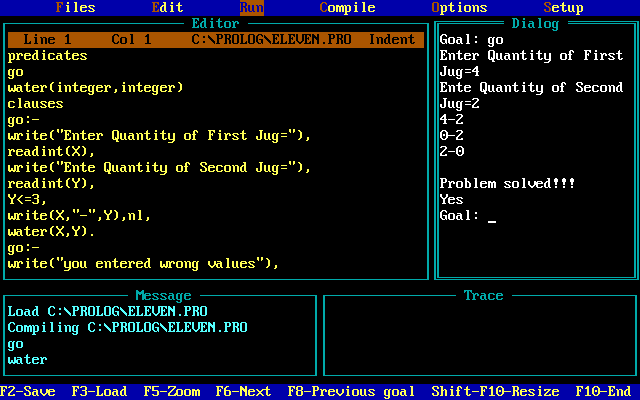 Files Edit Run Compile Options Setup
Editor
Line 1 Col 1 C:\PROLOG\ELEVEN.PRO Indent
predicates
go
water(integer,integer)
clauses
go:-
write("Enter Quantity of First Jug="),
readint(X),
write("Ente Quantity of Second Jug="),
readint(Y),
Y<=3,
write(X,"-",Y),nl,
water(X,Y).
go:-
write("you entered wrong values"),
Dialog
Goal: go
Enter Quantity of First
Jug=4
Ente Quantity of Second
Jug=2
4-2
0-2
2-0
Problem solved!!!
Yes
Goal: _
Message
Load C:\PROLOG\ELEVEN.PRO
Compiling C:\PROLOG\ELEVEN.PRO
go
water
Trace
F2-Save F3-Load F5-Zoom F6-Next F8-Previous goal Shift-F10-Resize F10-End